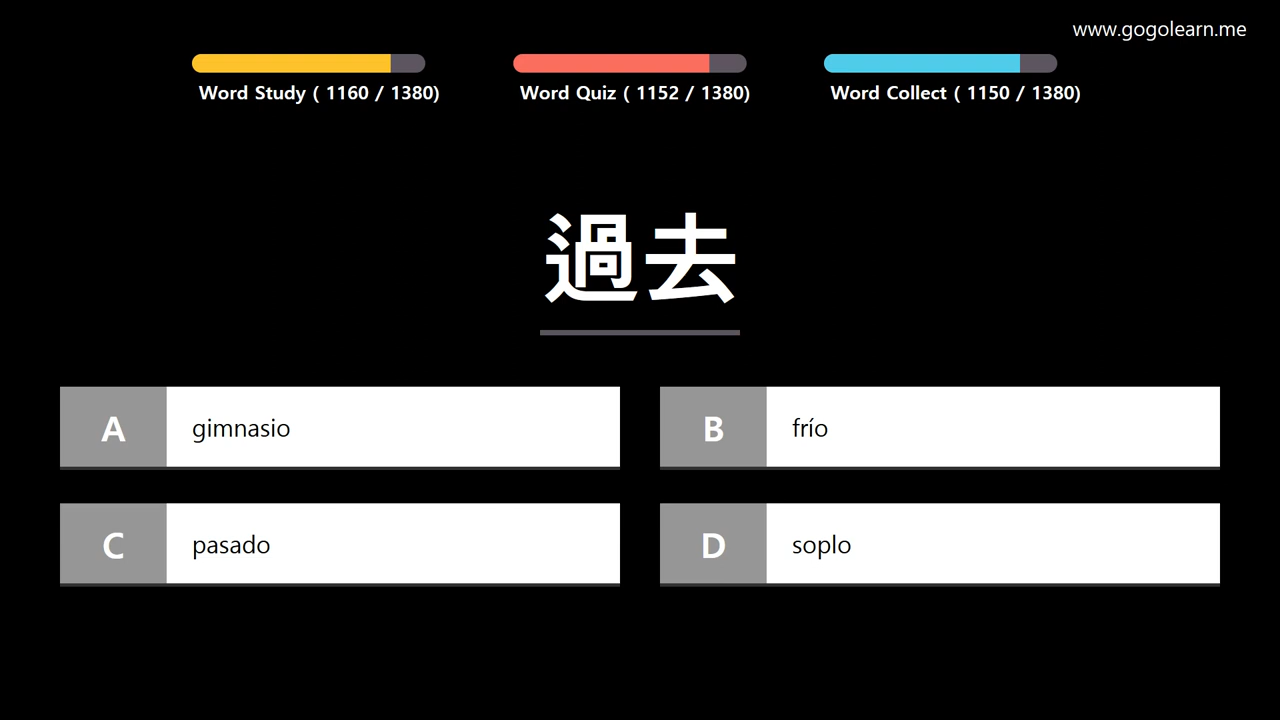 www.gogolearn.me
Word Study ( 1160 / 1380)
Word Quiz ( 1152 / 1380)
Word Collect ( 1150 / 1380)
過去
A gimnasio
B frío
C pasado
D soplo